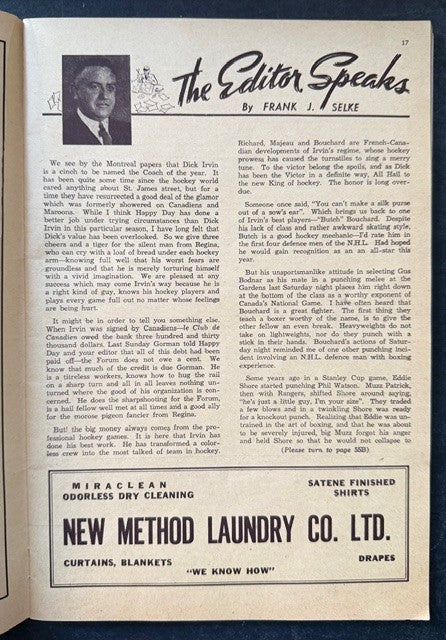 17
The Editor Speaks
By FRANK J. SELKE
We see by the Montreal papers that Dick Irvin
is a cinch to be named the Coach of the year. It
has been quite some time since the hockey world
cared anything about St. James street, but for a
time they have resurrected a good deal of the glamor
which was formerly showered on Canadiens and
Maroons. While I think Happy Day has done a
better job under trying circumstances than Dick
Irvin in this particular season, I have long felt that
Dick's value has been overlooked. So we give three
cheers and a tiger for the silent man from Regina,
who can cry with a loaf of bread under each hockey
arm—knowing full well that his worst fears are
groundless and that he is merely torturing himself
with a vivid imagination. We are pleased at any
success which may come Irvin's way because he is
a right kind of guy, knows his hockey players and
plays every game full out no matter whose feelings
are being hurt.
It might be in order to tell you something else.
When Irvin was signed by Canadiens—le Club de
Canadien owed the bank three hundred and thirty
thousand dollars. Last Sunday Gorman told Happy
Day and your editor that all of this debt had been
paid off—the Forum does not owe a cent. We
know that much of the credit is due Gorman. He
is a tireless workers, knows how to hug the rail
on a sharp turn and all in all leaves nothing un-
turned where the good of his organization is con-
cerned. He does the sharpshooting for the Forum,
is a hail fellow well met at all times and a good ally
for the morose pigeon fancier from Regina.
But! the big money always comes from the pro-
fessional hockey games. It is here that Irvin has
done his best work. He has transformed a color-
less crew into the most talked of team in hockey.
Richard, Majeau and Bouchard are French-Cana-
dian developments of Irvin's regime, whose hockey
prowess has caused the turnstiles to sing a merry
tune. To the victor belong the spoils, and as Dick
has been the Victor in a definite way, All Hail to
the new King of hockey. The honor is long over-
due.
Someone once said, "You can't make a silk purse
out of a sow's ear". Which brings us back to one
of Irvin's best players—"Butch" Bouchard. Despite
his lack of class and rather awkward skating style,
Butch is a good hockey mechanic—I'd rate him in
the first four defence men of the N.H.L. Had hoped
he would gain recognition as an all-star this
year.
But his unsportsmanlike attitude in selecting Gus
Bodnar as his vis in a punching melee at the
Gardens last Saturday night places him right down
at the bottom of the class as a worthy exponent of
Canada's National game. I have often heard that
Bouchard is a great fighter. The first thing they
teach a boxer worthy of the name, is to give the
other fellow an even break. Heavyweights do not
take on lightweights, nor do they punch with a
stick in their hands. Bouchard's actions of Satur-
day night reminded me of one other punching inci-
dent involving an N.H.L. defence man with boxing
experience.
Some years ago in a Stanley Cup game, Eddie
Shore started punching Phil Watson. Muzz Patrick,
then with Rangers, shifted Shore around saying,
"he's just a little guy, I'm your size". They traded
a few blows and in a twinkling Shore was ready
for a knockout punch. Realizing that Eddie was un-
trained in the art of boxing, and that he was about
to be severely injured, big Muzz forgot his anger
and held Shore so that he would not collapse to
(Please turn to page 55B)
MIRACLEAN
ODORLESS DRY CLEANING
SATENE FINISHED
SHIRTS
NEW METHOD LAUNDRY CO. LTD.
CURTAINS, BLANKETS
DRAPES
"WE KNOW HOW"